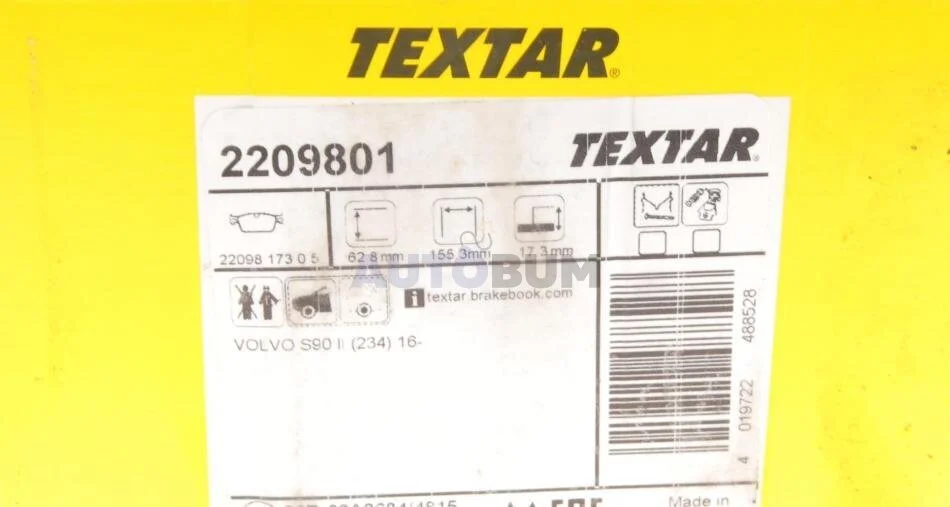 TEXTAR®
2209801
TEXTAR®
22098 173 0 5
62.8 mm
155.3mm
17.3 mm
AUTOBUM
i textar.brakebook.com
VOLVO S90 II (234) 16-
4 019722 488528
Made in